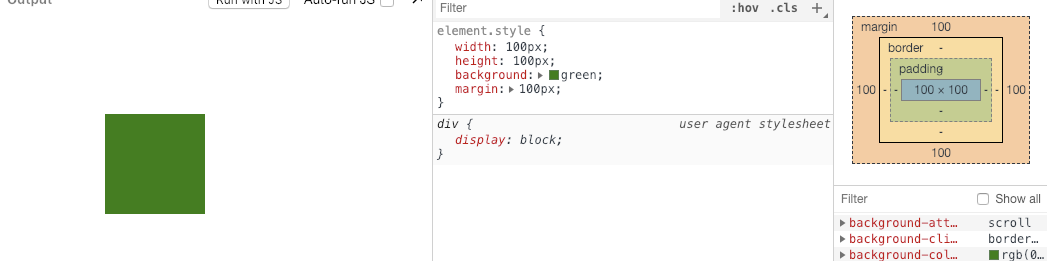 Output
Run with JS
Auto-run JS
Filter
:hov .cls +
element.style {
width: 100px;
height: 100px;
background: green;
margin: 100px;
}
div {
user agent stylesheet
display: block;
}
margin 100
border -
padding -
100 - - 100 × 100 - - 100
-
-
100
Filter
Show all
background-att… scroll
background-cli… border…
background-col… rgb(0…